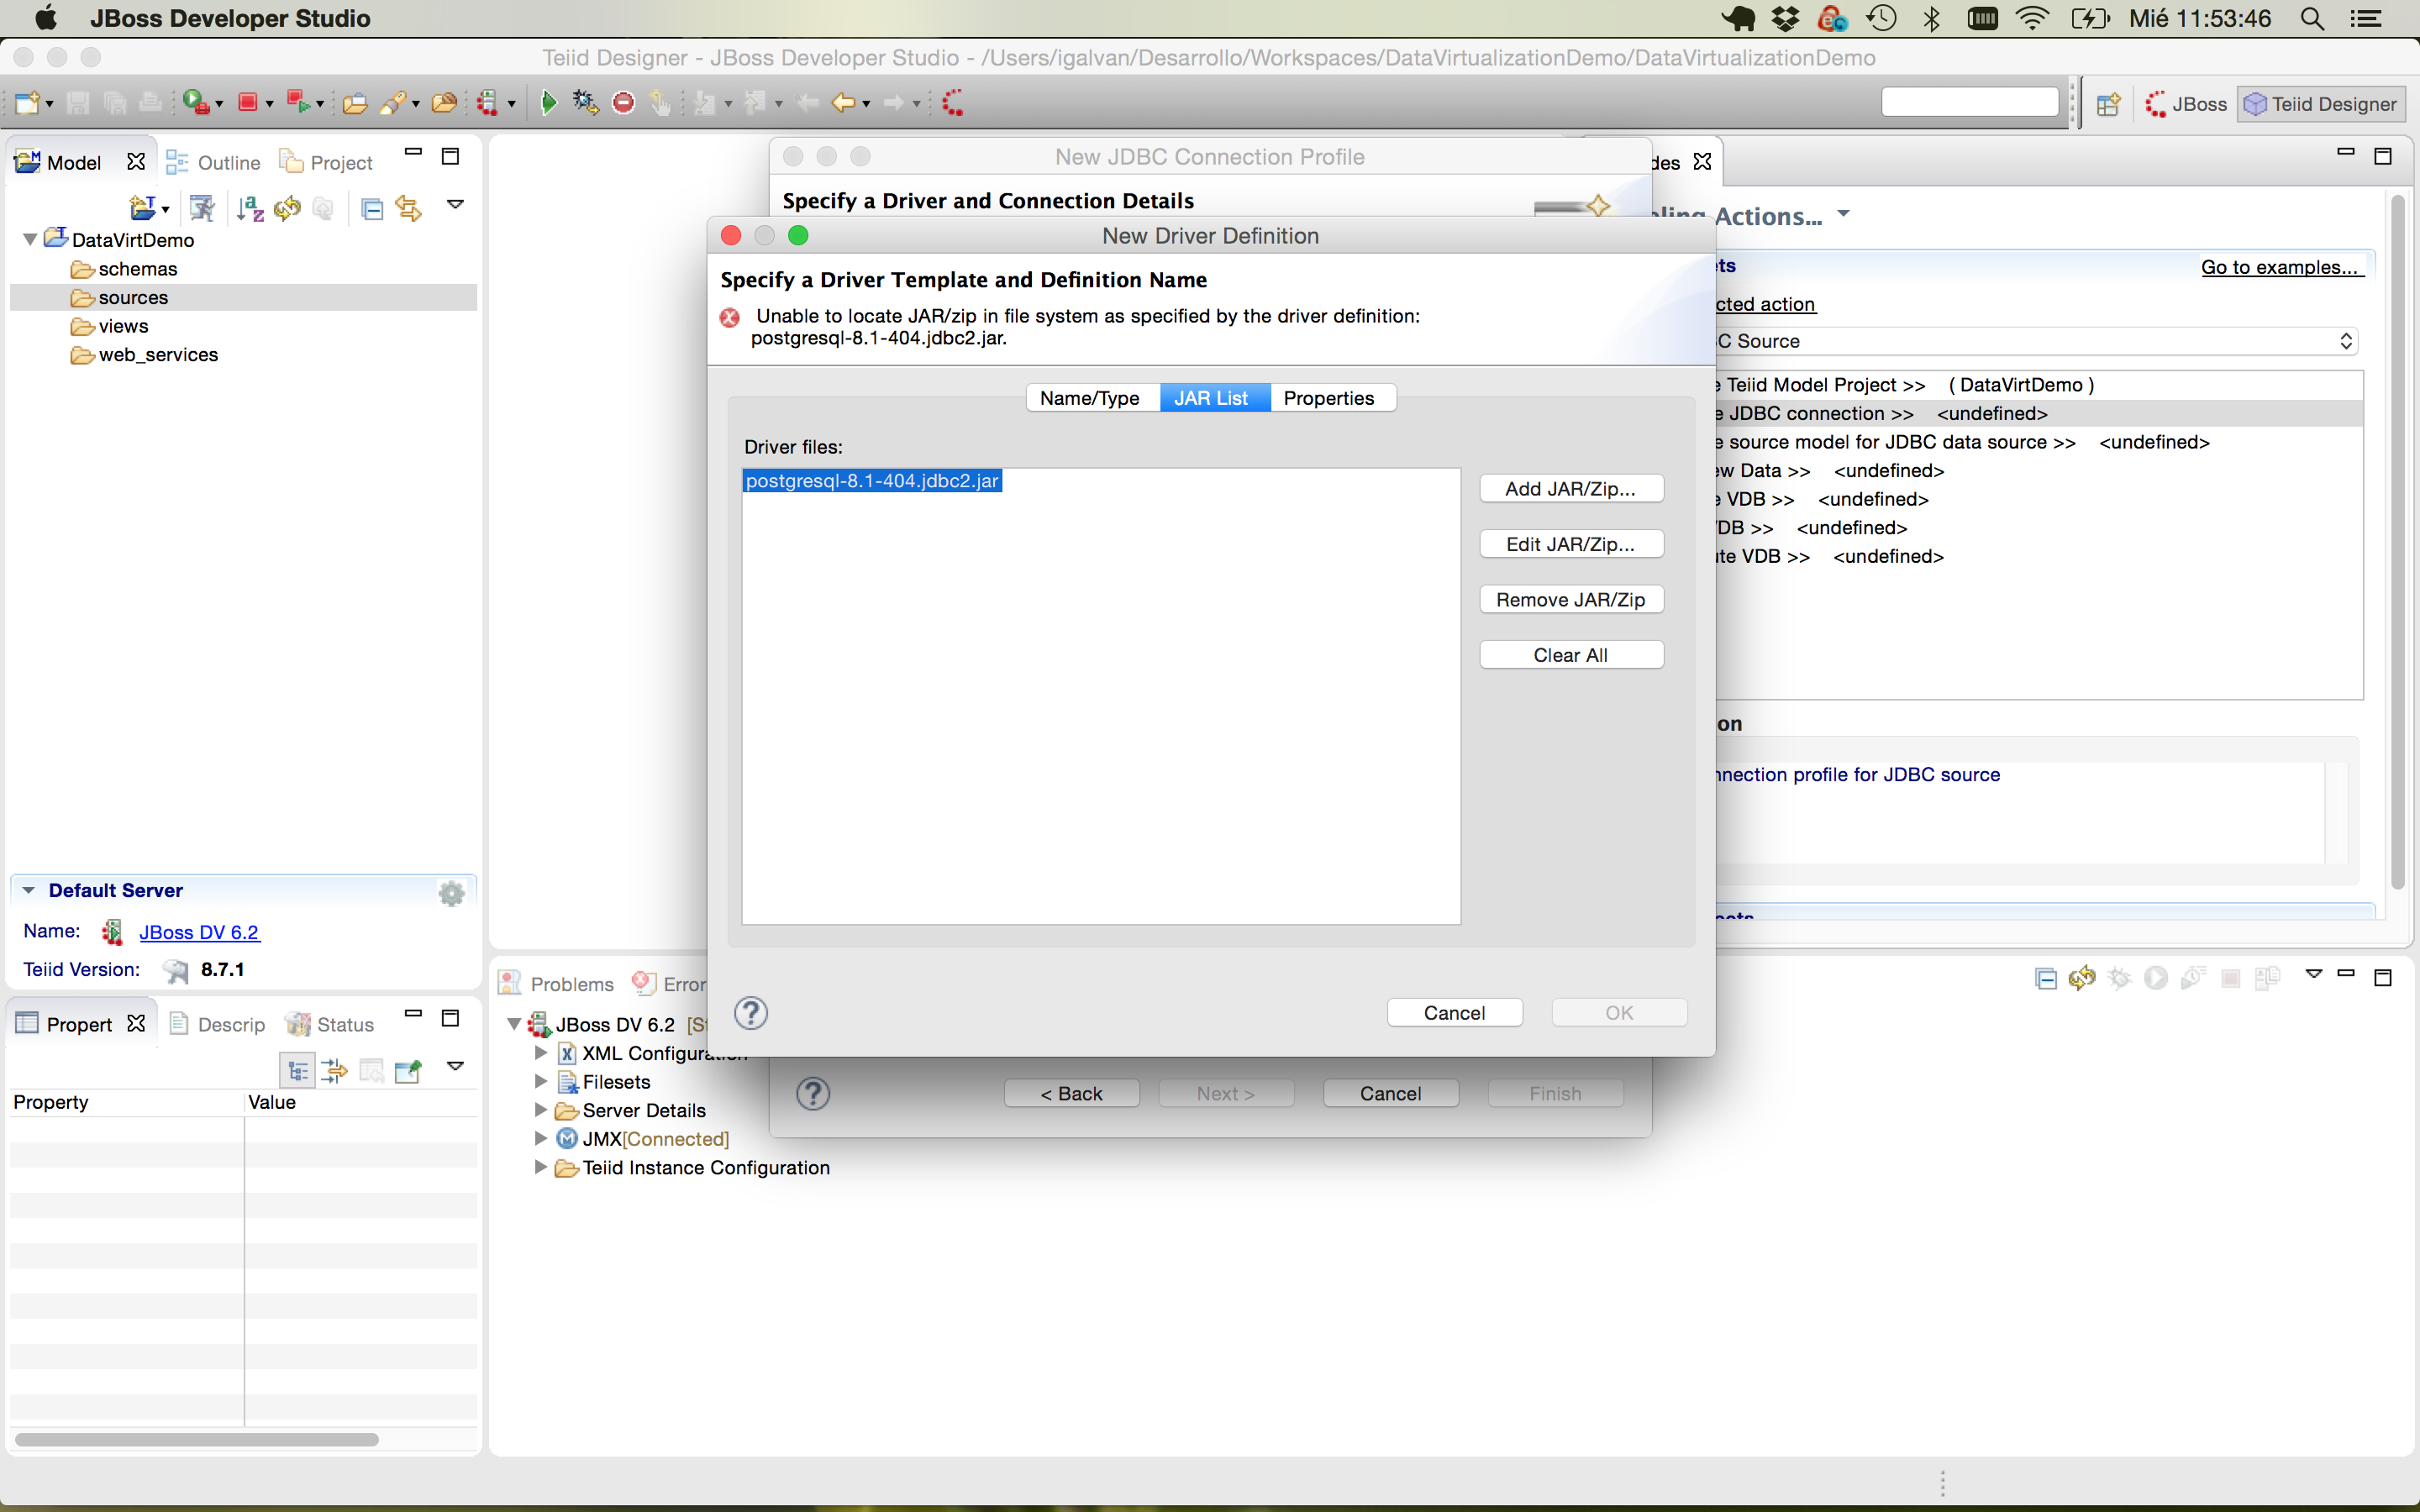 JBoss Developer Studio
Mié 11:53:46
Teiid Designer - JBoss Developer Studio - /Users/igalvan/Desarrollo/Workspaces/DataVirtualizationDemo/DataVirtualizationDemo
JBoss
Teiid Designer
Model
Outline
Project
DataVirtDemo
schemas
sources
views
web_services
Default Server
Name: JBoss DV 6.2
Teiid Version: 8.7.1
Propert
Descrip
Status
Property Value
New JDBC Connection Profile
Specify a Driver and Connection Details
New Driver Definition
Specify a Driver Template and Definition Name
Unable to locate JAR/zip in file system as specified by the driver definition:
postgresql-8.1-404.jdbc2.jar.
Name/Type
JAR List
Properties
Driver files:
postgresql-8.1-404.jdbc2.jar
Add JAR/Zip...
Edit JAR/Zip...
Remove JAR/Zip
Clear All
Cancel
OK
< Back
Next >
Cancel
Finish
des
Actions...
ts
Go to examples...
cted action
C Source
e Teiid Model Project >> ( DataVirtDemo )
e JDBC connection >> <undefined>
e source model for JDBC data source >> <undefined>
ew Data >> <undefined>
e VDB >> <undefined>
DB >> <undefined>
ute VDB >> <undefined>
on
nnection profile for JDBC source
Problems
Error
JBoss DV 6.2 [St
XML Configuration
Filesets
Server Details
JMX[Connected]
Teiid Instance Configuration